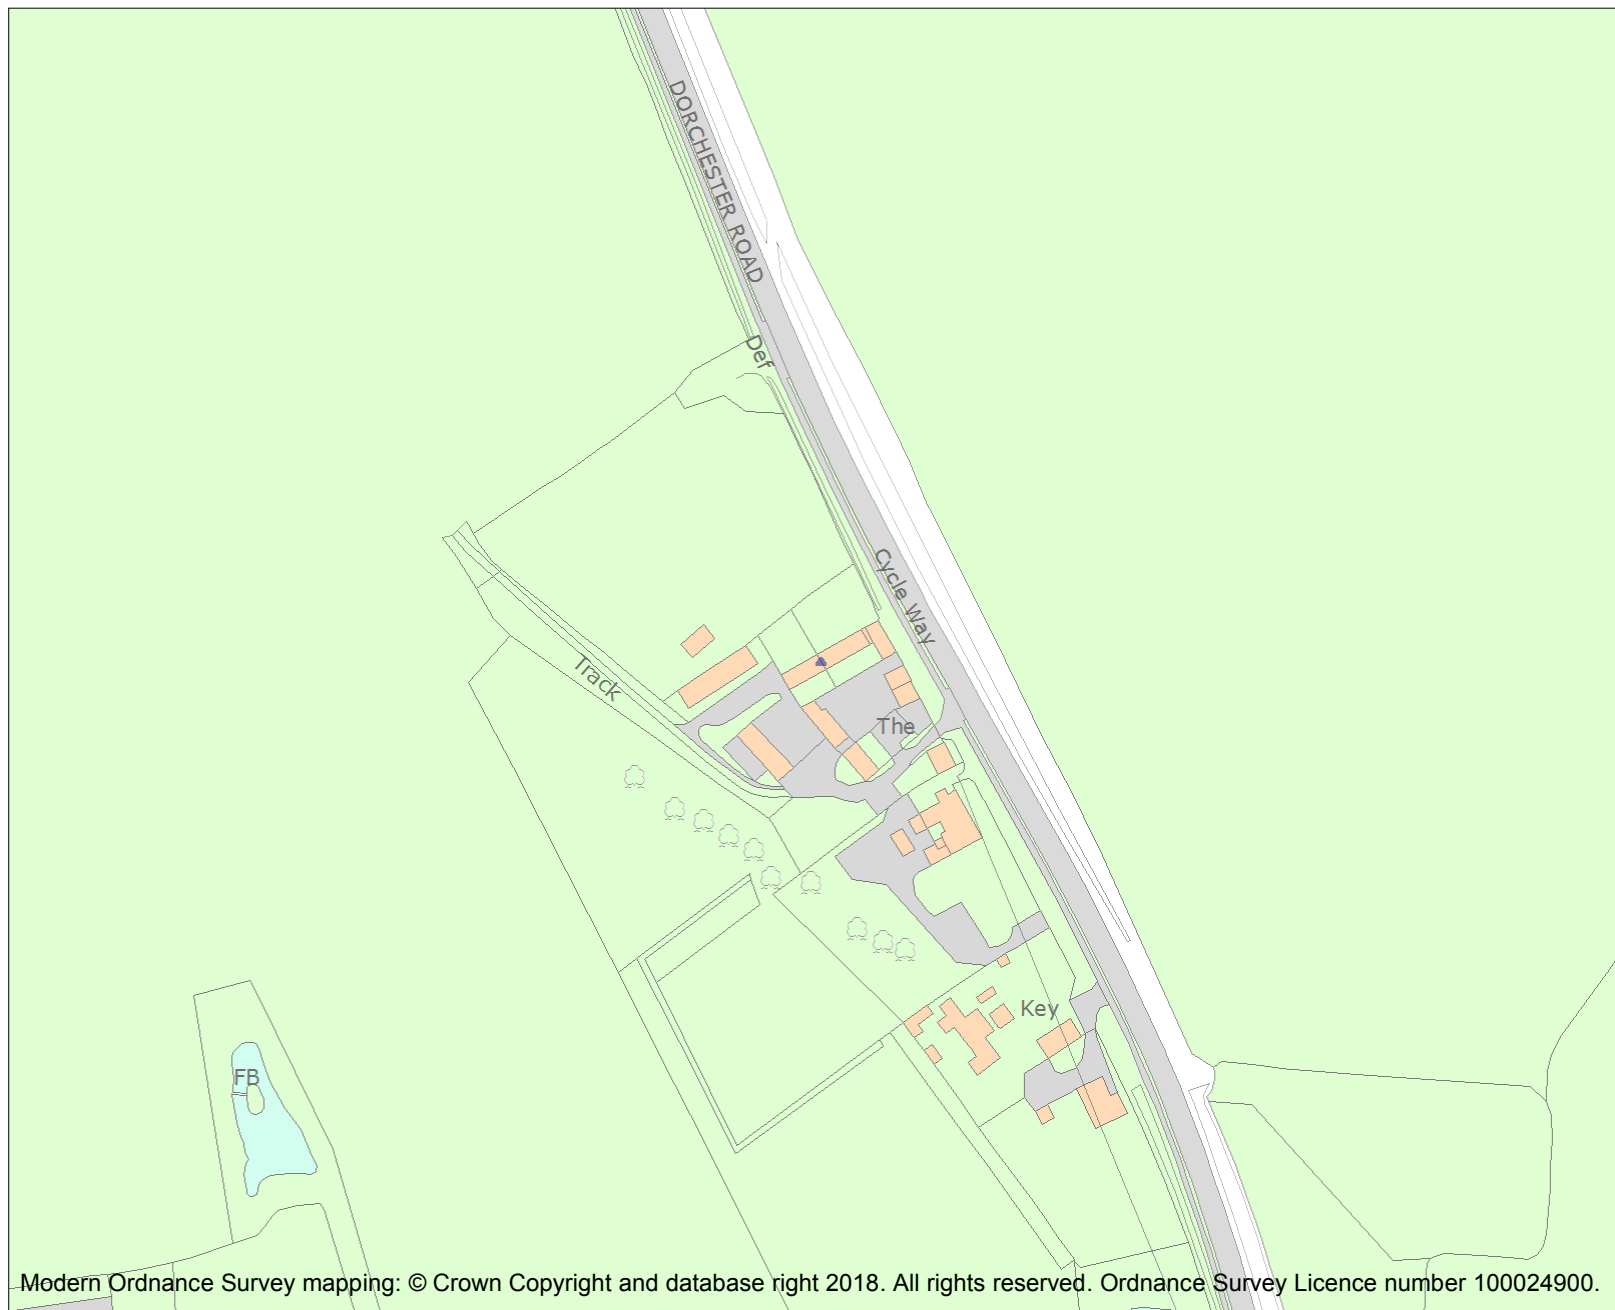 DORCHESTER ROAD
Def
Cycle Way
Track
The
Key
FB
Modern Ordnance Survey mapping: © Crown Copyright and database right 2018. All rights reserved. Ordnance Survey Licence number 100024900.